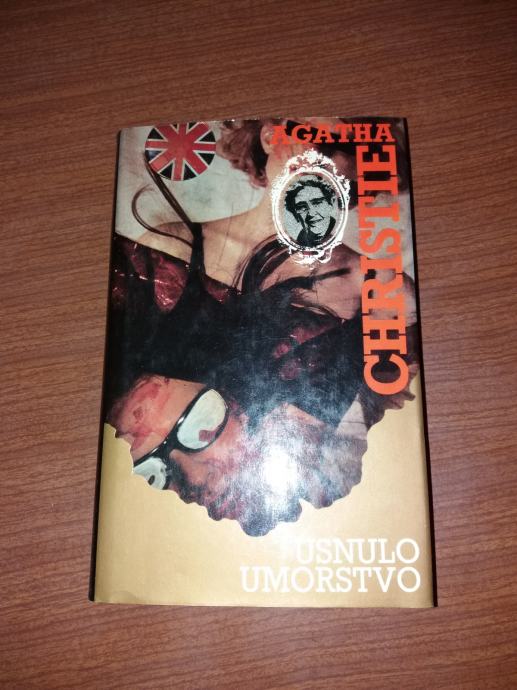 AGATHA
CHRISTIE
USNULO
UMORSTVO